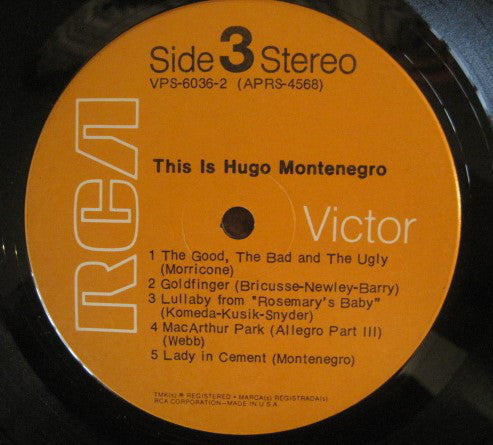 Side 3 Stereo
VPS-6036-2 (APRS-4568)
RCA
This Is Hugo Montenegro
Victor
1 The Good, The Bad and The Ugly
(Morricone)
2 Goldfinger (Bricusse-Newley-Barry)
3 Lullaby from "Rosemary's Baby"
(Komeda-Kusik-Snyder)
4 MacArthur Park (Allegro Part III)
(Webb)
5 Lady in Cement (Montenegro)
TMK(s) ® REGISTERED • MARCA(s) REGISTRADA(s)
RCA CORPORATION—MADE IN U.S.A.